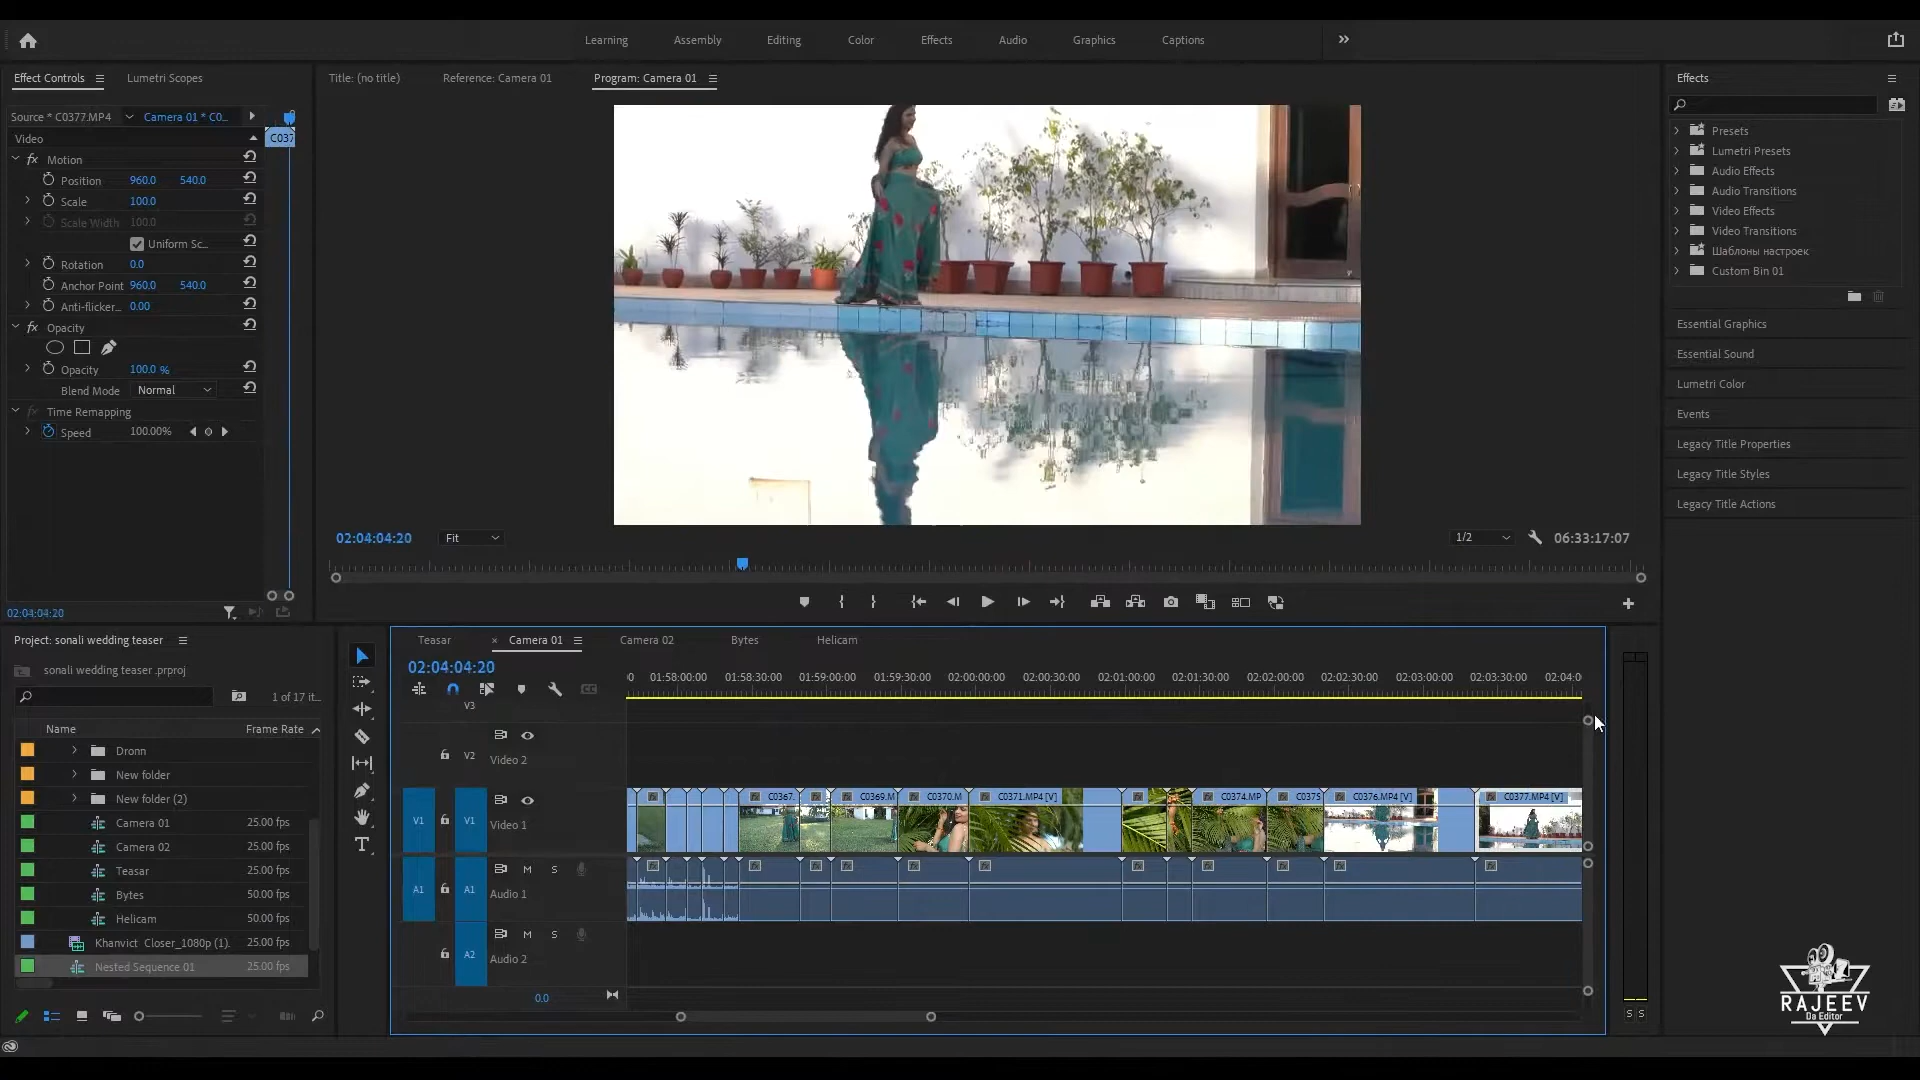 Learning Assembly Editing Color Effects Audio Graphics Captions
Effect Controls Lumetri Scopes
Source * C0377.MP4 Camera 01 * C0...
C037
Video
fx Motion
Position 960.0 540.0
Scale 100.0
Scale Width 100.0
Uniform Sc...
Rotation 0.0
Anchor Point 960.0 540.0
Anti-flicker... 0.00
fx Opacity
Opacity 100.0 %
Blend Mode Normal
fx Time Remapping
Speed 100.00%
02:04:04:20
Title: (no title) Reference: Camera 01 Program: Camera 01
02:04:04:20 Fit 1/2 06:33:17:07
Effects
Presets
Lumetri Presets
Audio Effects
Audio Transitions
Video Effects
Video Transitions
Шаблоны настроек
Custom Bin 01
Essential Graphics
Essential Sound
Lumetri Color
Events
Legacy Title Properties
Legacy Title Styles
Legacy Title Actions
Project: sonali wedding teaser
sonali wedding teaser .prproj
1 of 17 it...
Name Frame Rate
Dronn
New folder
New folder (2)
Camera 01 25.00 fps
Camera 02 25.00 fps
Teasar 25.00 fps
Bytes 50.00 fps
Helicam 50.00 fps
Khanvict Closer_1080p (1). 25.00 fps
Nested Sequence 01 25.00 fps
Teasar × Camera 01 Camera 02 Bytes Helicam
02:04:04:20
00 01:58:00:00 01:58:30:00 01:59:00:00 01:59:30:00 02:00:00:00 02:00:30:00 02:01:00:00 02:01:30:00 02:02:00:00 02:02:30:00 02:03:00:00 02:03:30:00 02:04:0
V3
V2 Video 2
V1 V1 Video 1
C0367. C0369.M C0370.M C0371.MP4 [V] C0374.MP C0375 C0376.MP4 [V] C0377.MP4 [V]
A1 A1 M S Audio 1
A2 M S Audio 2
0.0
S S
RAJEEV
Da Editor